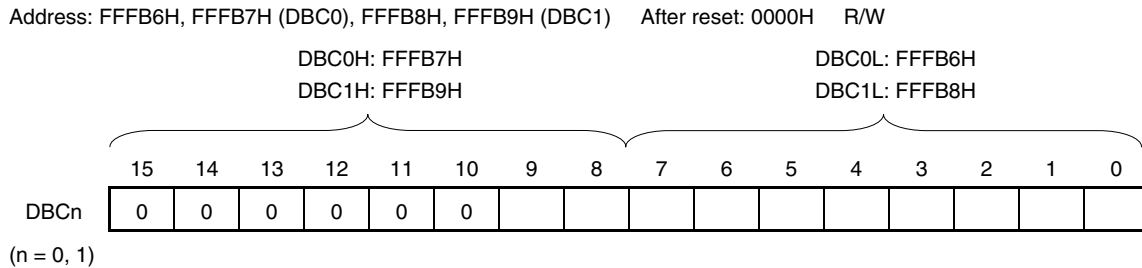 Address: FFFB6H, FFFB7H (DBC0), FFFB8H, FFFB9H (DBC1) After reset: 0000H R/W
DBC0H: FFFB7H DBC0L: FFFB6H
DBC1H: FFFB9H DBC1L: FFFB8H
15 14 13 12 11 10 9 8 7 6 5 4 3 2 1 0
DBCn 0 0 0 0 0 0
(n = 0, 1)